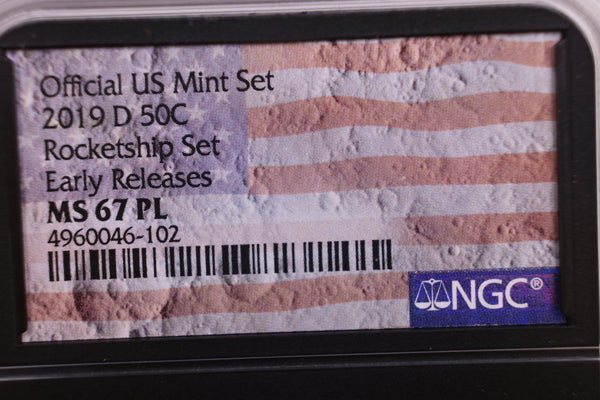 Official US Mint Set
2019 D 50C
Rocketship Set
Early Releases
MS 67 PL
4960046-102
NGC®